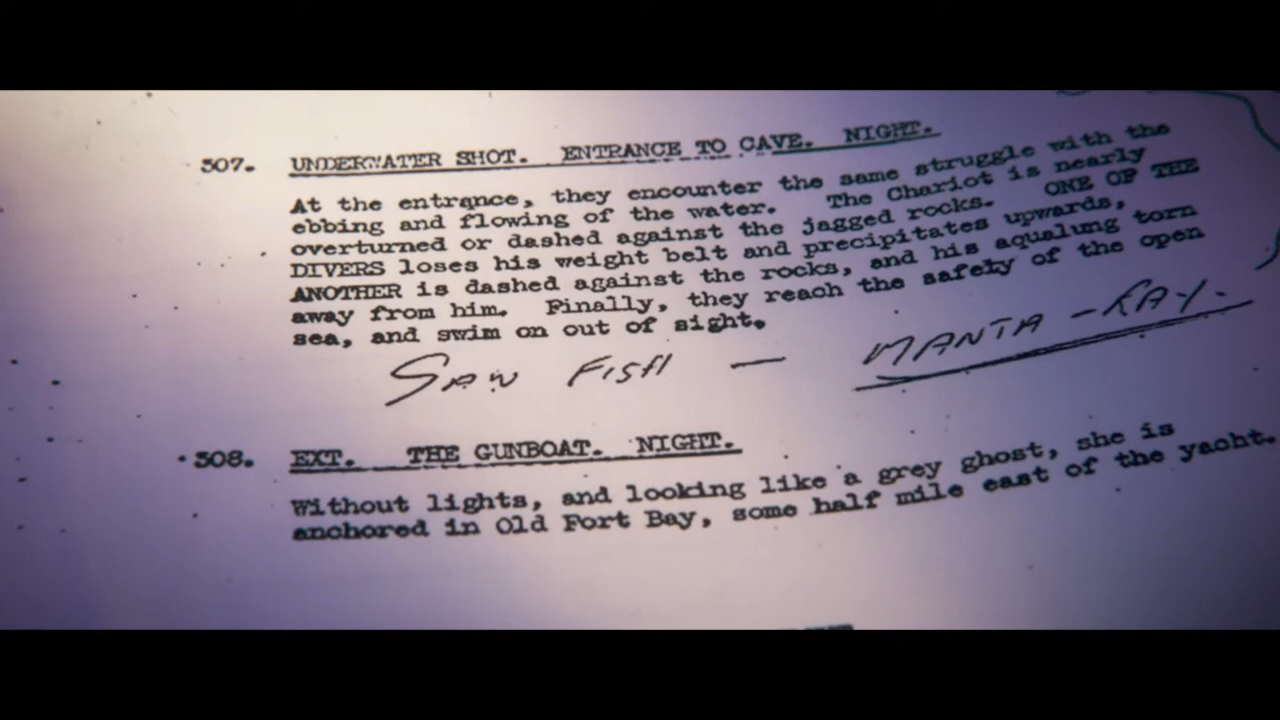 507. UNDERWATER SHOT. ENTRANCE TO CAVE. NIGHT.
At the entrance, they encounter the same struggle with the
ebbing and flowing of the water. The Chariot is nearly
overturned or dashed against the jagged rocks. ONE OF THE
DIVERS loses his weight belt and precipitates upwards,
ANOTHER is dashed against the rocks, and his aqualung torn
away from him. Finally, they reach the safety of the open
sea, and swim on out of sight.
SAW FISH — MANTA-RAY.
508. EXT. THE GUNBOAT. NIGHT.
Without lights, and looking like a grey ghost, she is
anchored in Old Fort Bay, some half mile east of the yacht.